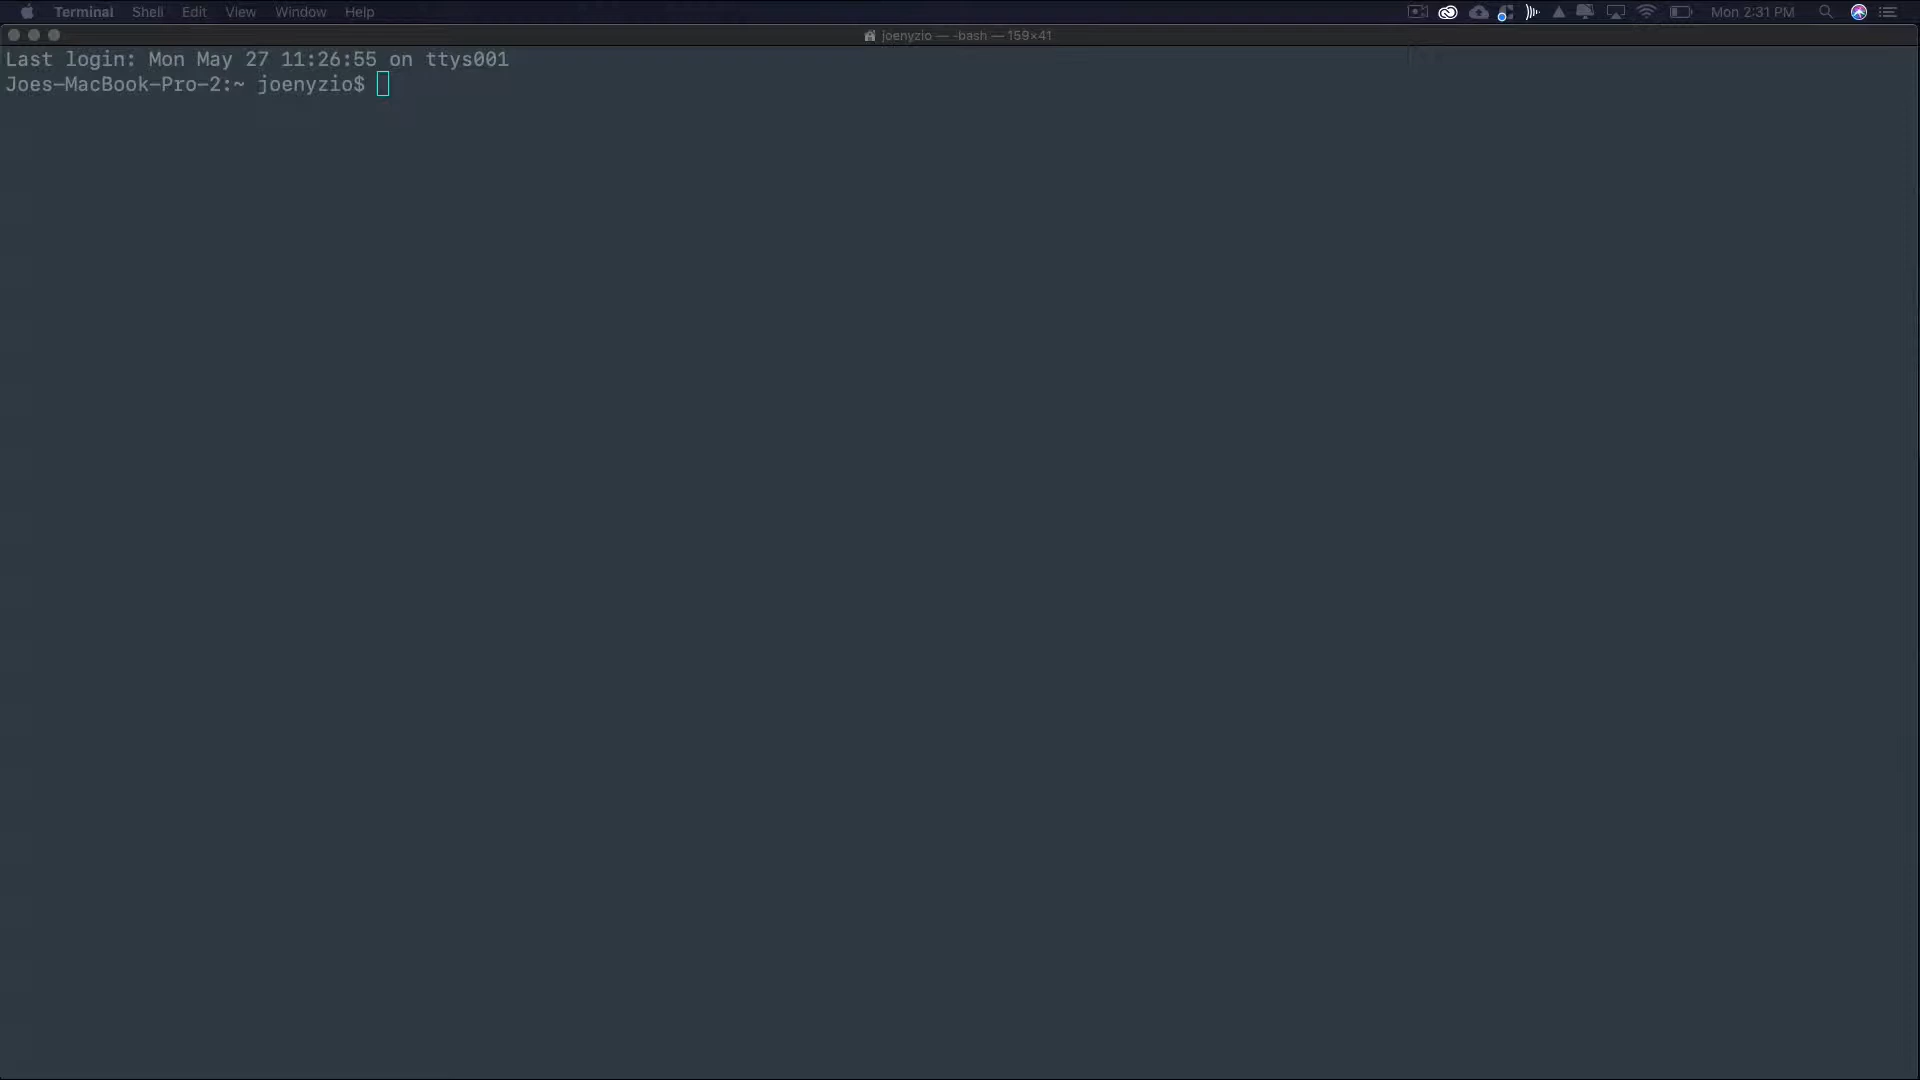 Terminal Shell Edit View Window Help Mon 2:31 PM
joenyzio — -bash — 159×41
Last login: Mon May 27 11:26:55 on ttys001
Joes-MacBook-Pro-2:~ joenyzio$